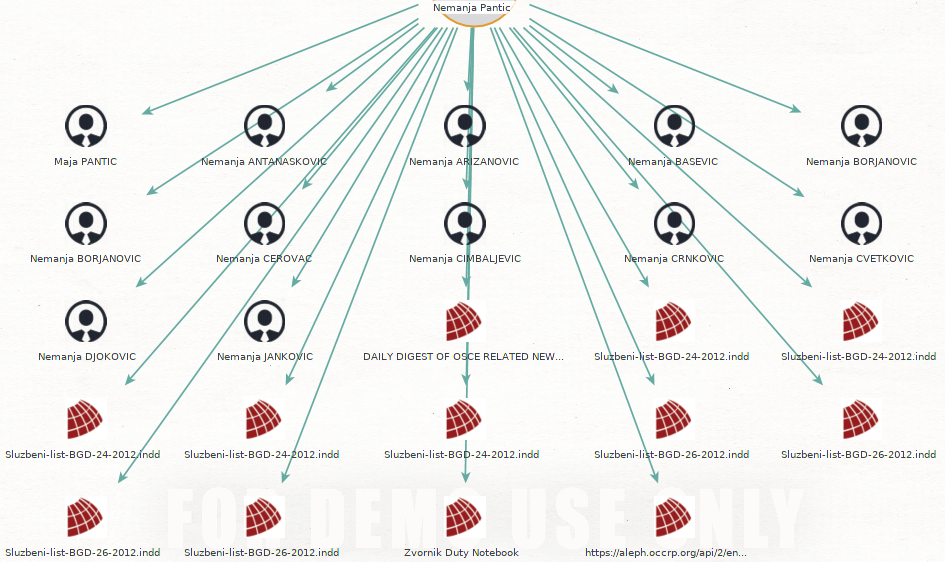 Nemanja Pantic
Maja PANTIC
Nemanja ANTANASKOVIC
Nemanja ARIZANOVIC
Nemanja BASEVIC
Nemanja BORJANOVIC
Nemanja BORJANOVIC
Nemanja CEROVAC
Nemanja CIMBALJEVIC
Nemanja CRNKOVIC
Nemanja CVETKOVIC
Nemanja DJOKOVIC
Nemanja JANKOVIC
DAILY DIGEST OF OSCE RELATED NEW...
Sluzbeni-list-BGD-24-2012.indd
Sluzbeni-list-BGD-24-2012.indd
Sluzbeni-list-BGD-24-2012.indd
Sluzbeni-list-BGD-24-2012.indd
Sluzbeni-list-BGD-24-2012.indd
Sluzbeni-list-BGD-26-2012.indd
Sluzbeni-list-BGD-26-2012.indd
FOR DEMO USE ONLY
Sluzbeni-list-BGD-26-2012.indd
Sluzbeni-list-BGD-26-2012.indd
Zvornik Duty Notebook
https://aleph.occrp.org/api/2/en...